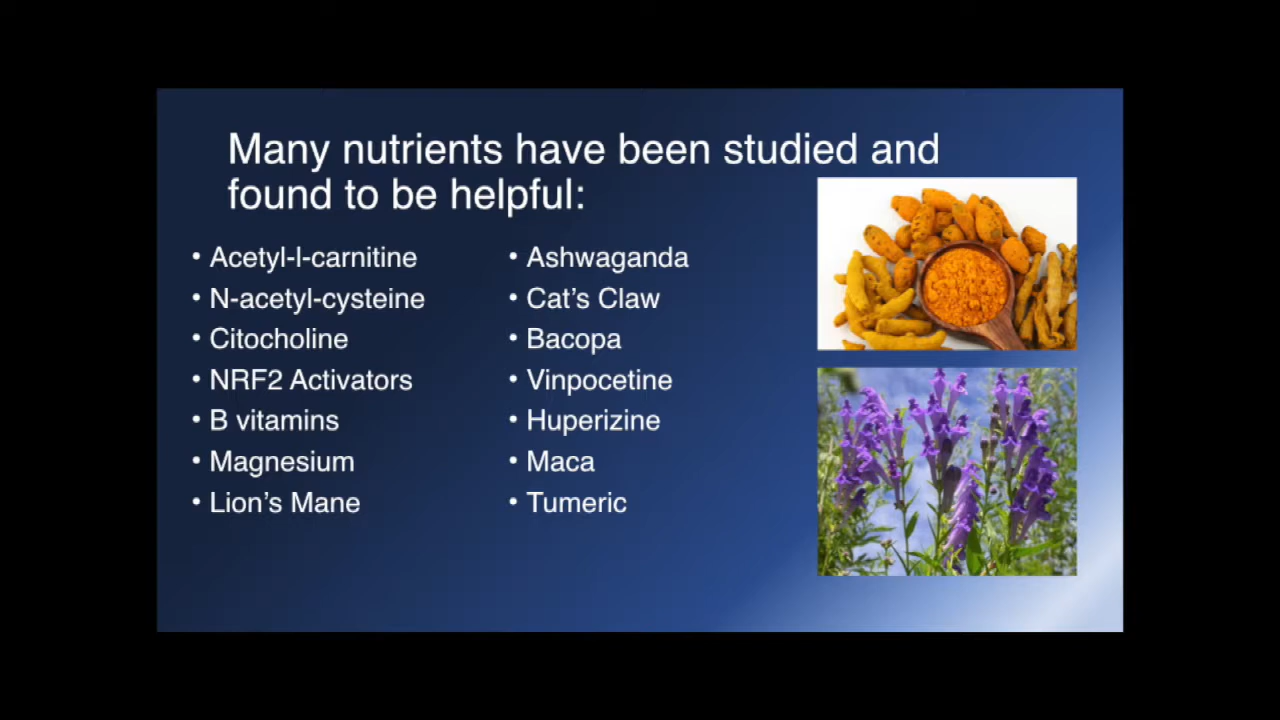 Many nutrients have been studied and
found to be helpful:
• Acetyl-l-carnitine
• N-acetyl-cysteine
• Citocholine
• NRF2 Activators
• B vitamins
• Magnesium
• Lion's Mane
• Ashwaganda
• Cat's Claw
• Bacopa
• Vinpocetine
• Huperizine
• Maca
• Tumeric